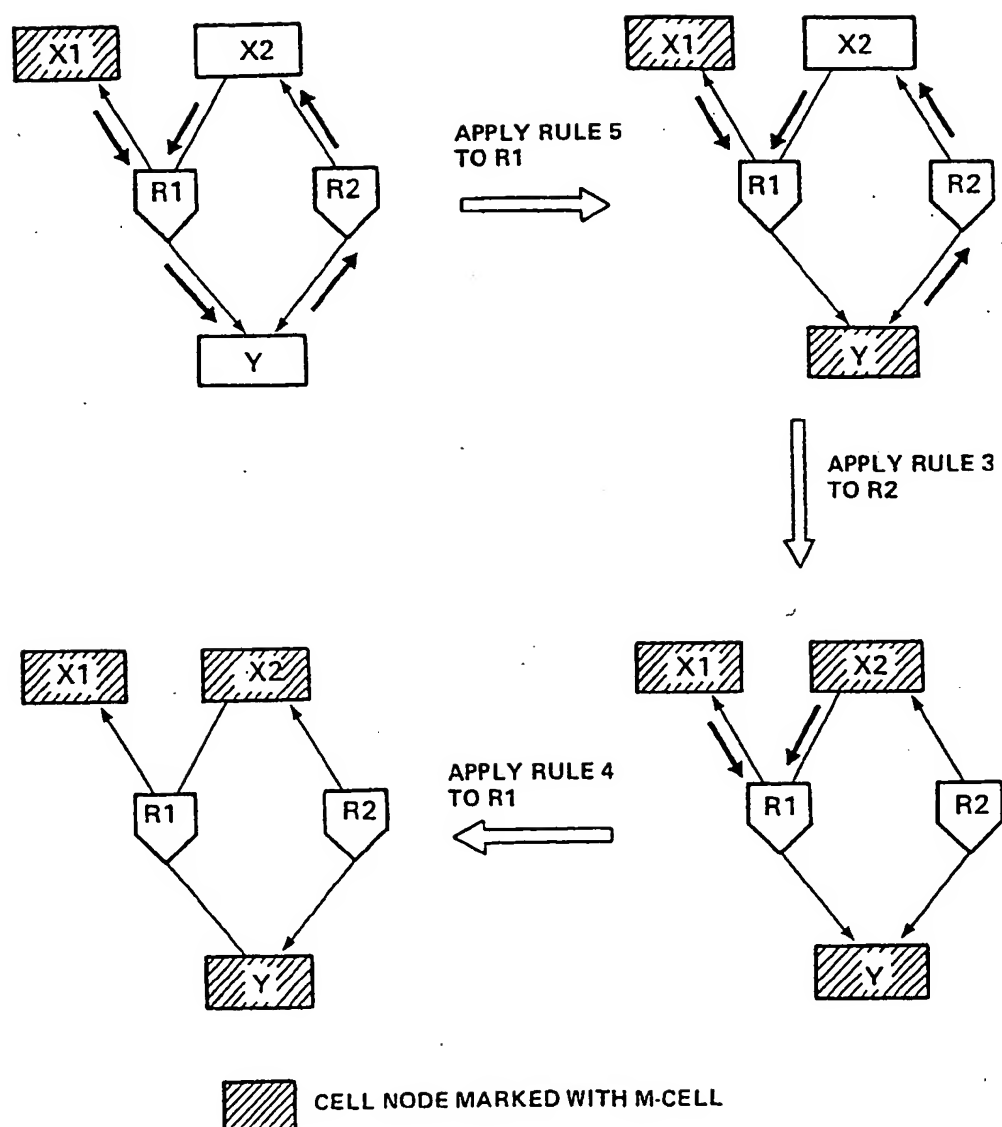 X1
X2
R1
R2
Y
APPLY RULE 5
TO R1
X1
X2
R1
R2
Y
APPLY RULE 3
TO R2
X1
X2
R1
R2
Y
APPLY RULE 4
TO R1
X1
X2
R1
R2
Y
CELL NODE MARKED WITH M-CELL